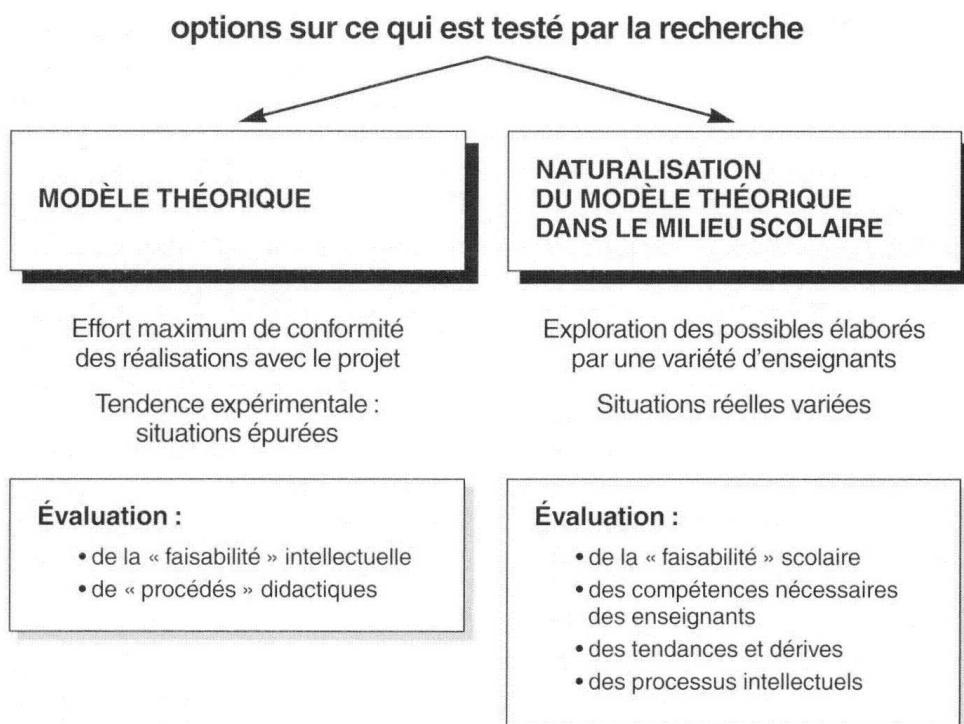 options sur ce qui est testé par la recherche
MODÈLE THÉORIQUE
Effort maximum de conformité
des réalisations avec le projet
Tendence expérimentale :
situations épurées
Évaluation :
• de la « faisabilité » intellectuelle
• de « procédés » didactiques
NATURALISATION
DU MODÈLE THÉORIQUE
DANS LE MILIEU SCOLAIRE
Exploration des possibles élaborés
par une variété d'enseignants
Situations réelles variées
Évaluation :
• de la « faisabilité » scolaire
• des compétences nécessaires
des enseignants
• des tendances et dérives
• des processus intellectuels